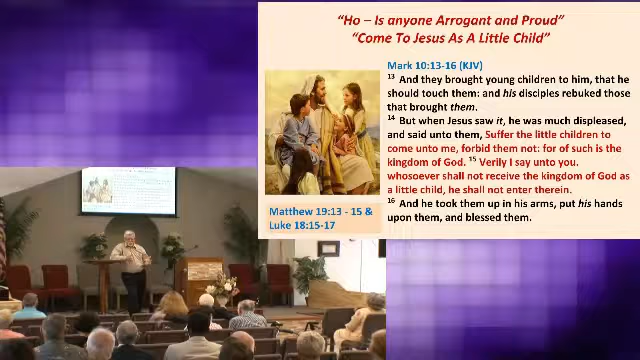 “Ho – Is anyone Arrogant and Proud”
“Come To Jesus As A Little Child”
Mark 10:13-16 (KJV)
13 And they brought young children to him, that he
should touch them: and his disciples rebuked those
that brought them.
14 But when Jesus saw it, he was much displeased,
and said unto them, Suffer the little children to
come unto me, forbid them not: for of such is the
kingdom of God. 15 Verily I say unto you.
whosoever shall not receive the kingdom of God as
a little child, he shall not enter therein.
16 And he took them up in his arms, put his hands
upon them, and blessed them.
Matthew 19:13 - 15 &
Luke 18:15-17